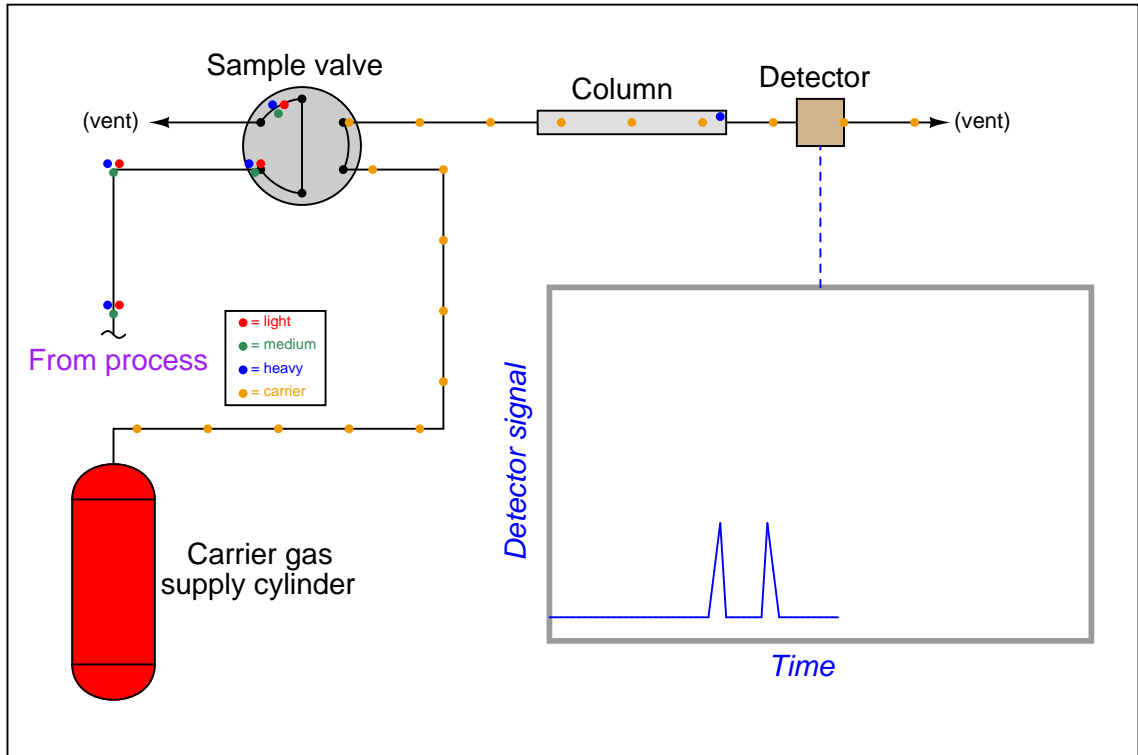 Sample valve
Column
Detector
(vent)
(vent)
= light
= medium
= heavy
= carrier
From process
Carrier gas
supply cylinder
Detector signal
Time